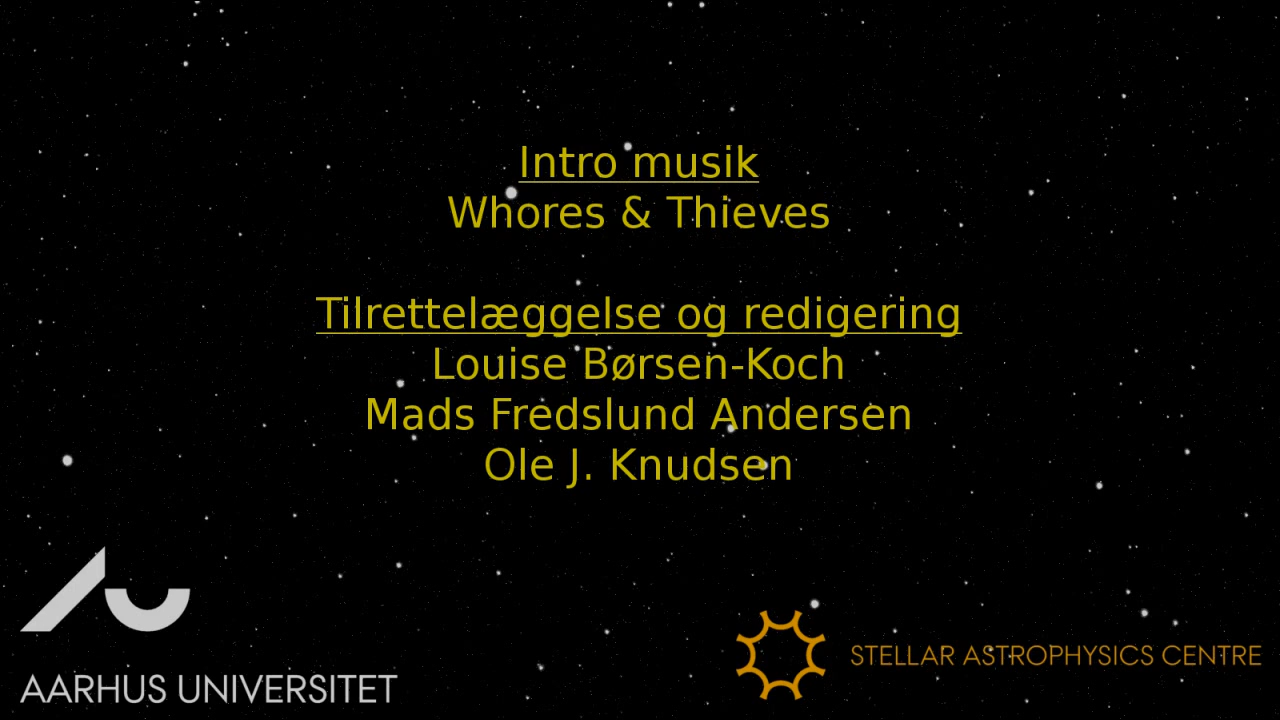 Intro musik
Whores & Thieves
Tilrettelæggelse og redigering
Louise Børsen-Koch
Mads Fredslund Andersen
Ole J. Knudsen
AARHUS UNIVERSITET
STELLAR ASTROPHYSICS CENTRE